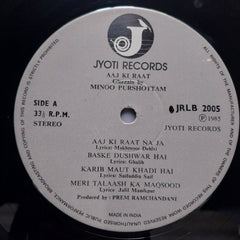 JYOTI RECORDS
AAJ KI RAAT
Ghazals by
MINOO PURSHOTTAM
SIDE A
33⅓ R.P.M.
STEREO
JRLB 2005
Ⓟ 1985
JYOTI RECORDS
AAJ KI RAAT NA JA
Lyrics: Makhmoor Dehlvi
BASKE DUSHWAR HAI
Lyrics: Ghalib
KARIB MAUT KHADI HAI
Lyrics: Saifuddin Saif
MERI TALAASH KA MAQSOOD
Lyrics: Jalil Manikpuri
Produced by: PREM RAMCHANDANI
MADE IN INDIA